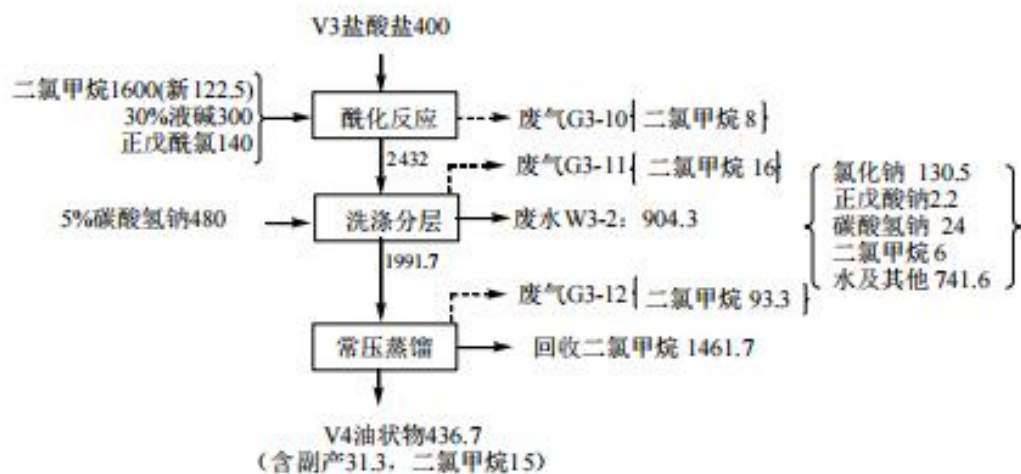 V3盐酸盐400
二氯甲烷1600(新122.5)
30%液碱300
正戊酰氯140
酰化反应
废气G3-10{二氯甲烷 8}
2432
废气G3-11{二氯甲烷 16}
5%碳酸氢钠480
洗涤分层
废水W3-2：904.3
氯化钠 130.5
正戊酸钠2.2
碳酸氢钠 24
二氯甲烷 6
水及其他 741.6
1991.7
废气G3-12{二氯甲烷 93.3}
常压蒸馏
回收二氯甲烷 1461.7
V4油状物436.7
（含副产31.3，二氯甲烷15）